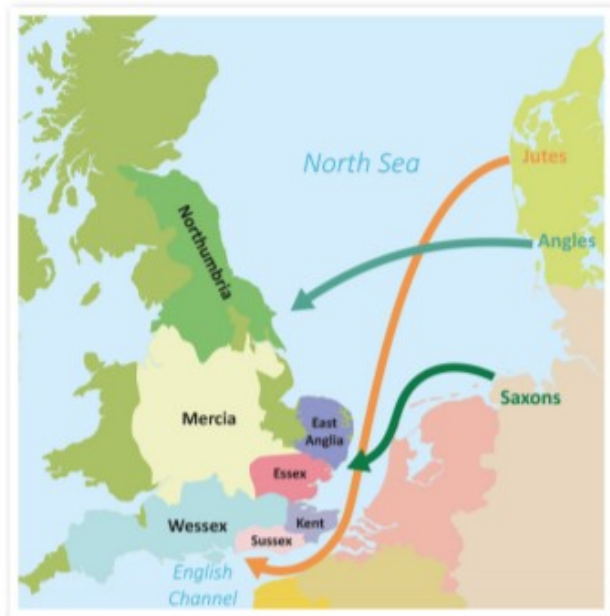 North Sea
Jutes
Northumbria
Angles
Mercia
East
Anglia
Saxons
Essex
Wessex
Kent
Sussex
English
Channel